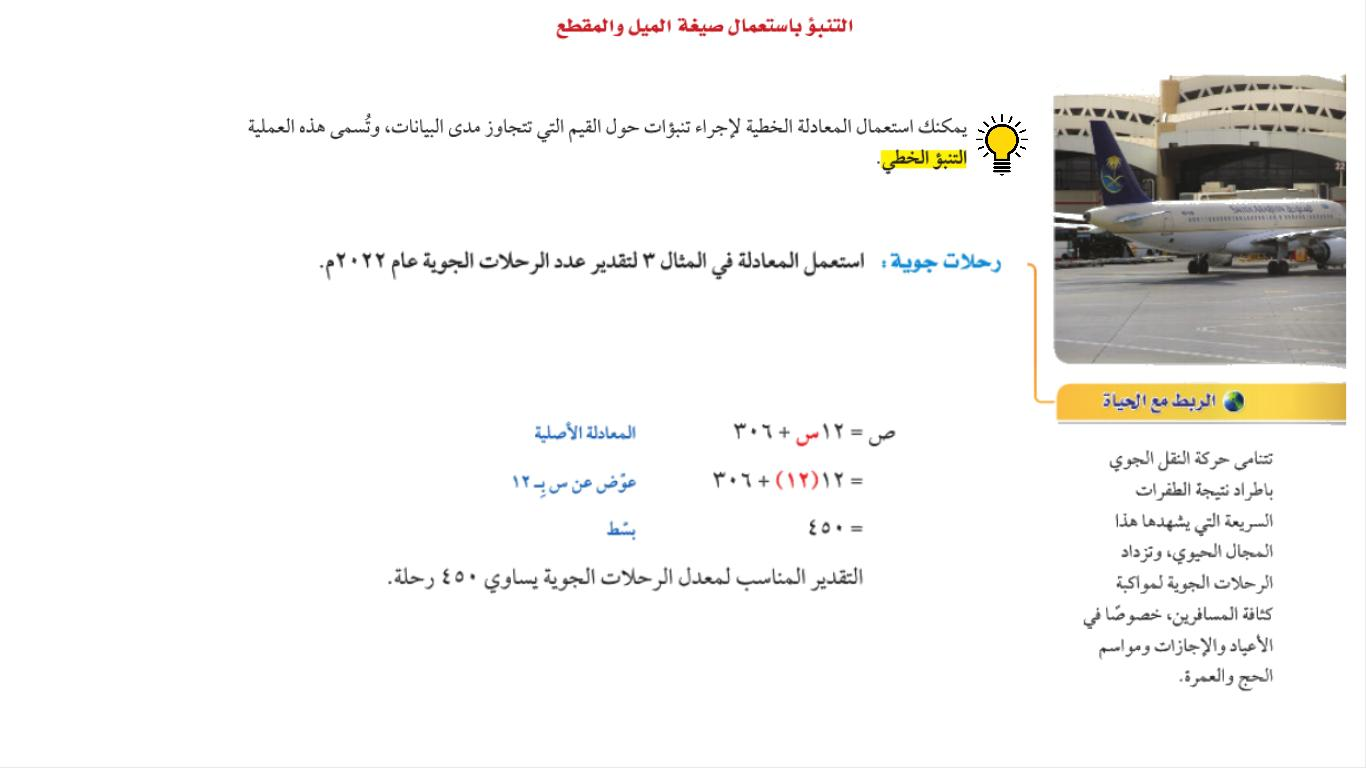 التنبؤ باستعمال صيغة الميل والمقطع
يمكنك استعمال المعادلة الخطية لإجراء تنبؤات حول القيم التي تتجاوز مدى البيانات، وتُسمى هذه العملية
التنبؤ الخطي.
رحلات جوية: استعمل المعادلة في المثال ٣ لتقدير عدد الرحلات الجوية عام ٢٠٢٢م.
ص = ١٢س + ٣٠٦ المعادلة الأصلية
= ١٢(١٢) + ٣٠٦ عوّض عن س بِـ ١٢
= ٤٥٠ بسّط
التقدير المناسب لمعدل الرحلات الجوية يساوي ٤٥٠ رحلة.
الربط مع الحياة
تتنامى حركة النقل الجوي
باطراد نتيجة الطفرات
السريعة التي يشهدها هذا
المجال الحيوي، وتزداد
الرحلات الجوية لمواكبة
كثافة المسافرين، خصوصًا في
الأعياد والإجازات ومواسم
الحج والعمرة.